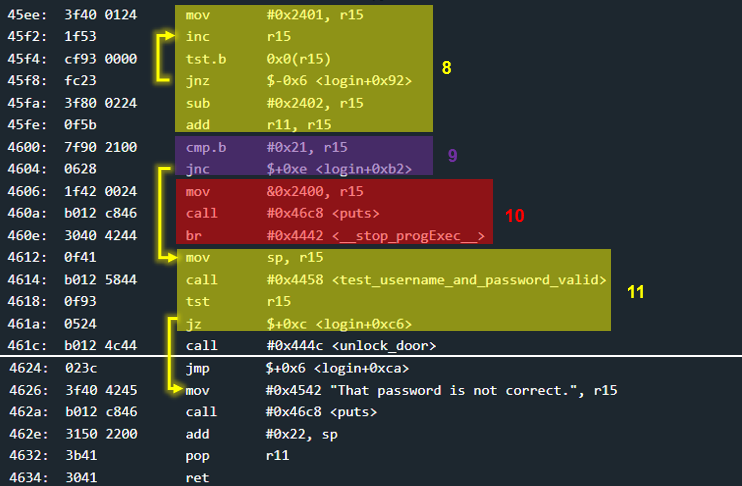 45ee: 3f40 0124 mov #0x2401, r15
45f2: 1f53 inc r15
45f4: cf93 0000 tst.b 0x0(r15)
45f8: fc23 jnz $-0x6 <login+0x92>
45fa: 3f80 0224 sub #0x2402, r15
45fe: 0f5b add r11, r15
8
4600: 7f90 2100 cmp.b #0x21, r15
4604: 0628 jnc $+0xe <login+0xb2>
9
4606: 1f42 0024 mov &0x2400, r15
460a: b012 c846 call #0x46c8 <puts>
460e: 3040 4244 br #0x4442 <__stop_progExec__>
10
4612: 0f41 mov sp, r15
4614: b012 5844 call #0x4458 <test_username_and_password_valid>
4618: 0f93 tst r15
461a: 0524 jz $+0xc <login+0xc6>
11
461c: b012 4c44 call #0x444c <unlock_door>
4624: 023c jmp $+0x6 <login+0xca>
4626: 3f40 4245 mov #0x4542 "That password is not correct.", r15
462a: b012 c846 call #0x46c8 <puts>
462e: 3150 2200 add #0x22, sp
4632: 3b41 pop r11
4634: 3041 ret